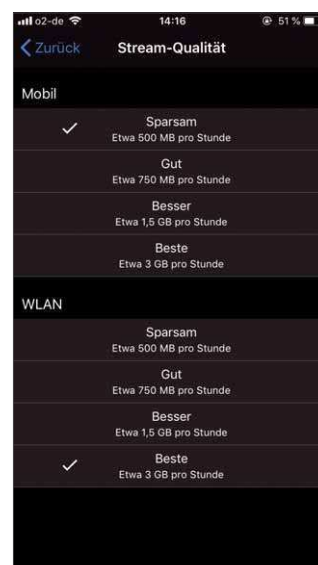 o2-de 14:16 51 %
Zurück Stream-Qualität
Mobil
Sparsam
Etwa 500 MB pro Stunde
Gut
Etwa 750 MB pro Stunde
Besser
Etwa 1,5 GB pro Stunde
Beste
Etwa 3 GB pro Stunde
WLAN
Sparsam
Etwa 500 MB pro Stunde
Gut
Etwa 750 MB pro Stunde
Besser
Etwa 1,5 GB pro Stunde
Beste
Etwa 3 GB pro Stunde